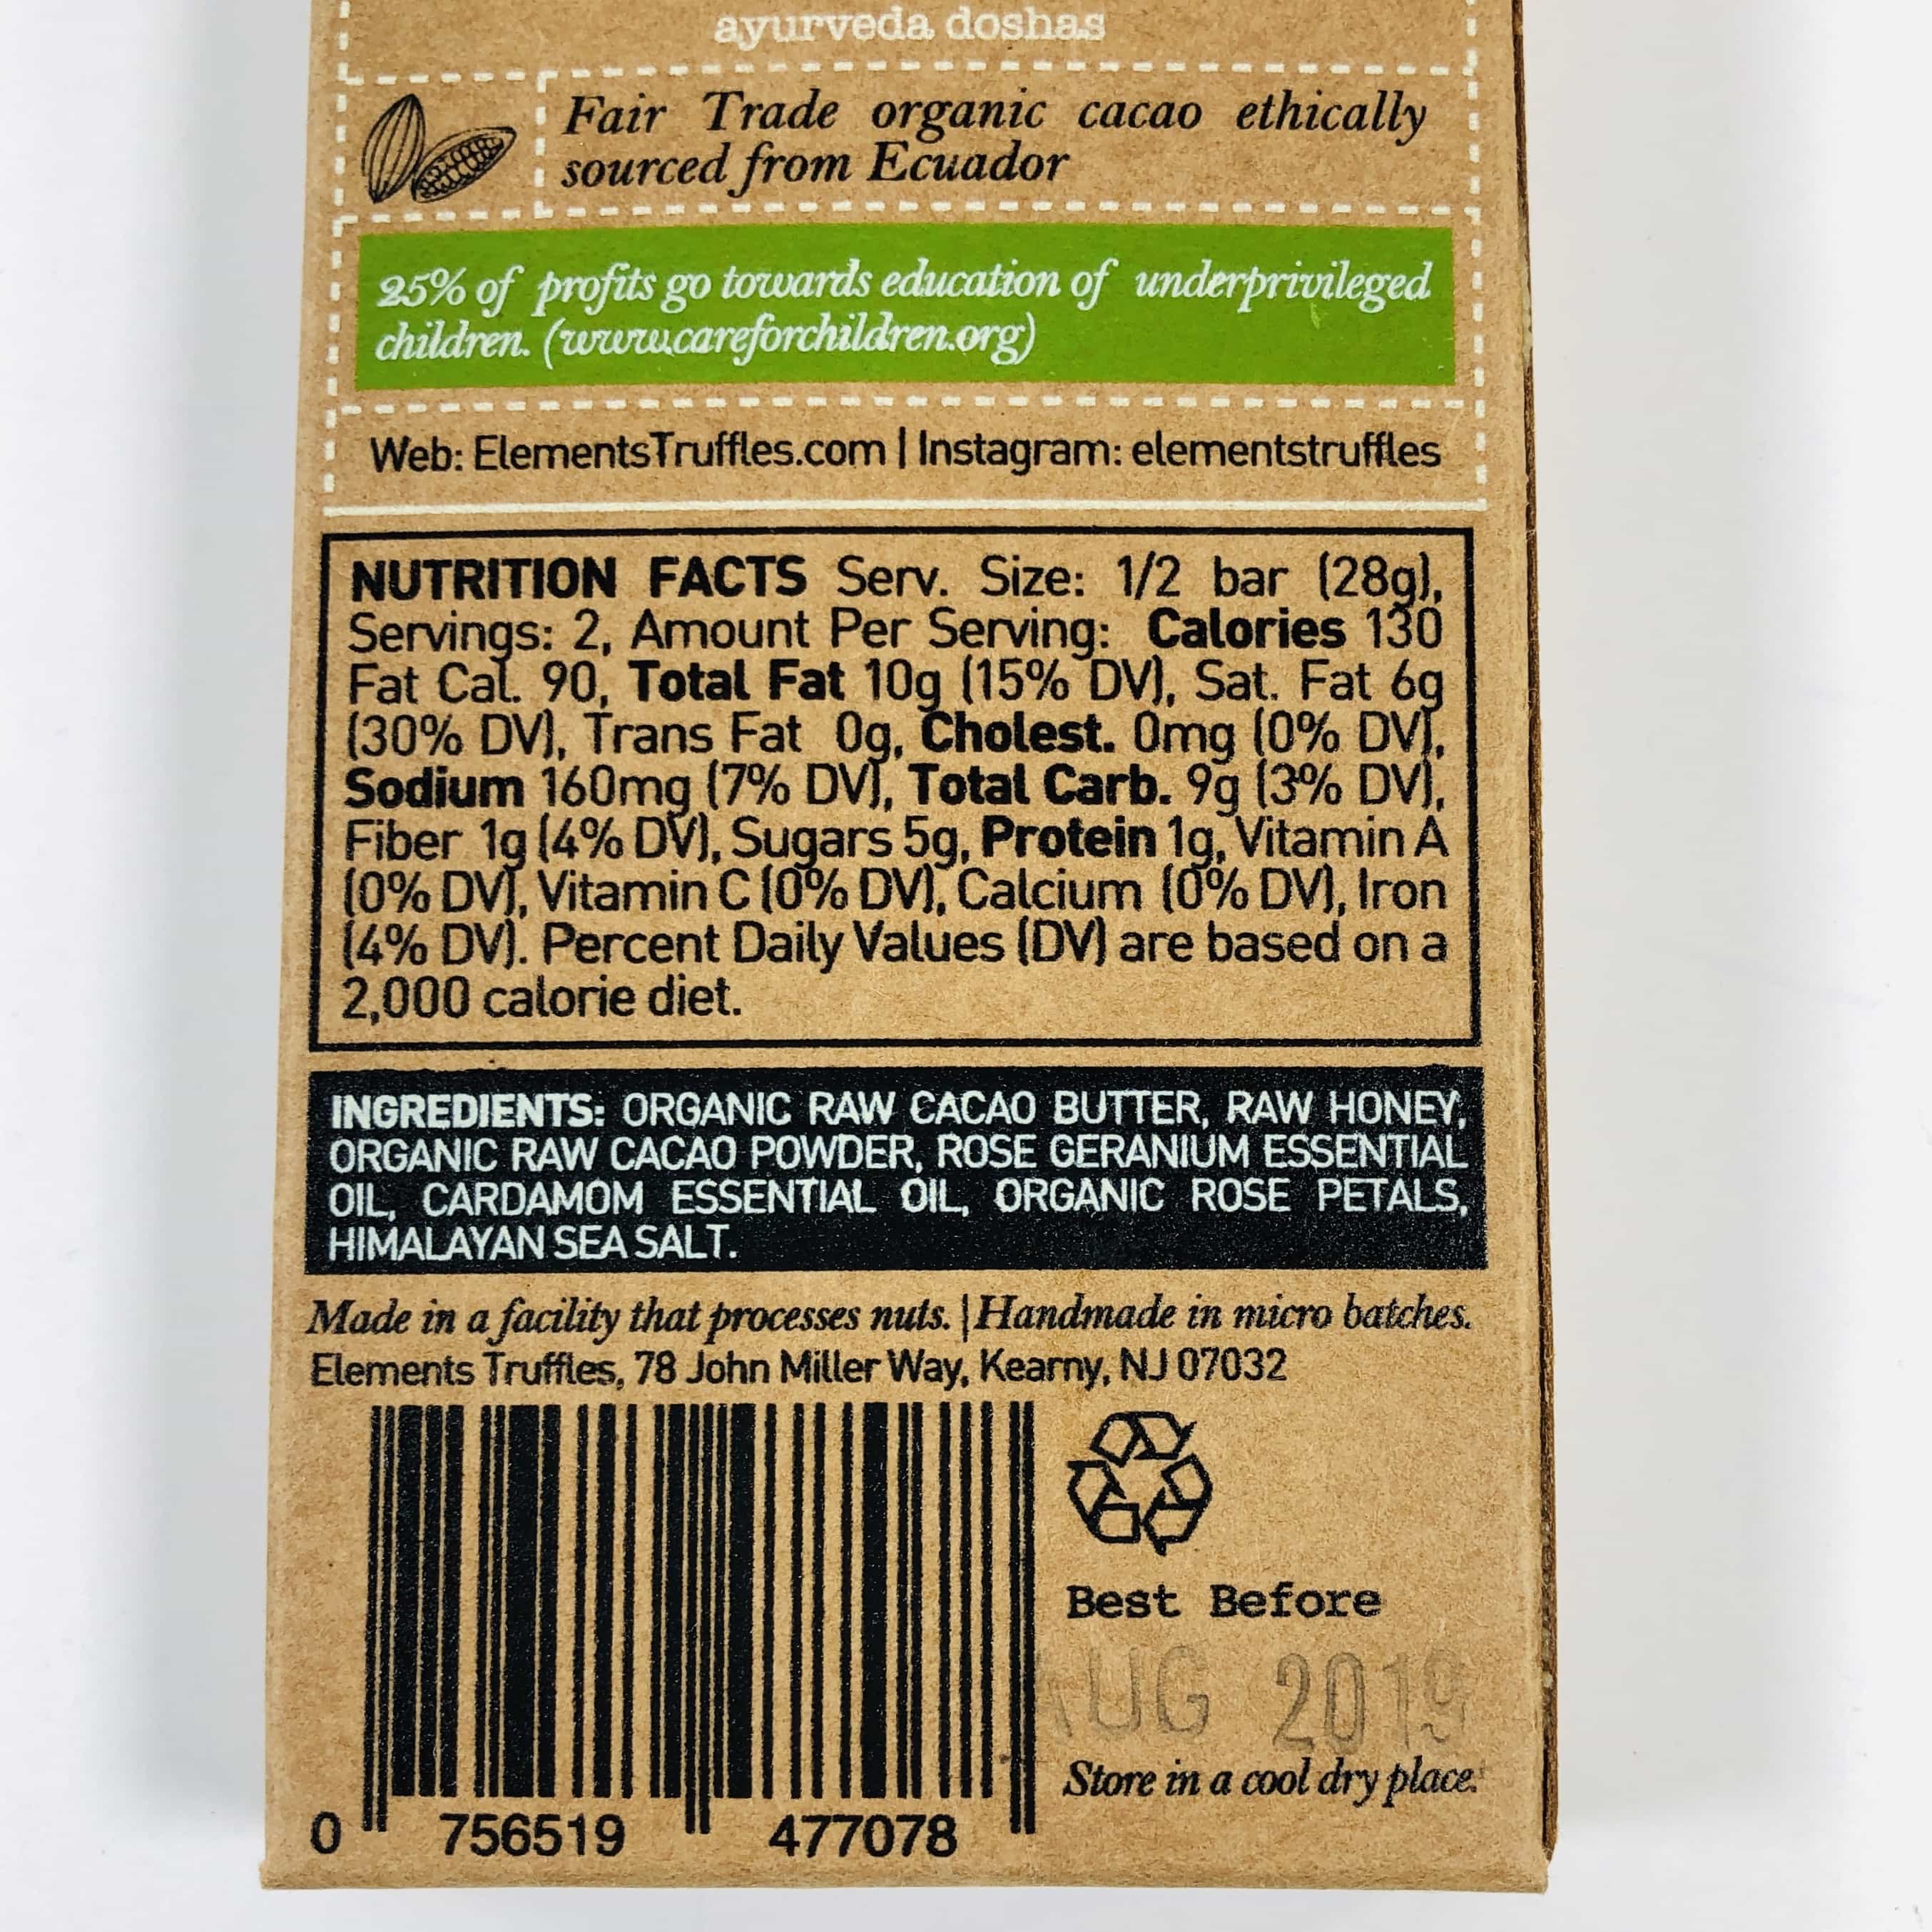 ayurveda doshas
Fair Trade organic cacao ethically
sourced from Ecuador
25% of profits go towards education of underprivileged
children. (www.careforchildren.org)
Web: ElementsTruffles.com | Instagram: elementstruffles
NUTRITION FACTS Serv. Size: 1/2 bar (28g),
Servings: 2, Amount Per Serving: Calories 130
Fat Cal. 90, Total Fat 10g (15% DV), Sat. Fat 6g
(30% DV), Trans Fat 0g, Cholest. 0mg (0% DV),
Sodium 160mg (7% DV), Total Carb. 9g (3% DV),
Fiber 1g (4% DV), Sugars 5g, Protein 1g, Vitamin A
(0% DV), Vitamin C (0% DV), Calcium (0% DV), Iron
(4% DV). Percent Daily Values (DV) are based on a
2,000 calorie diet.
INGREDIENTS: ORGANIC RAW CACAO BUTTER, RAW HONEY,
ORGANIC RAW CACAO POWDER, ROSE GERANIUM ESSENTIAL
OIL, CARDAMOM ESSENTIAL OIL, ORGANIC ROSE PETALS,
HIMALAYAN SEA SALT.
Made in a facility that processes nuts. | Handmade in micro batches.
Elements Truffles, 78 John Miller Way, Kearny, NJ 07032
Best Before
AUG 2019
Store in a cool dry place.
0 756519 477078